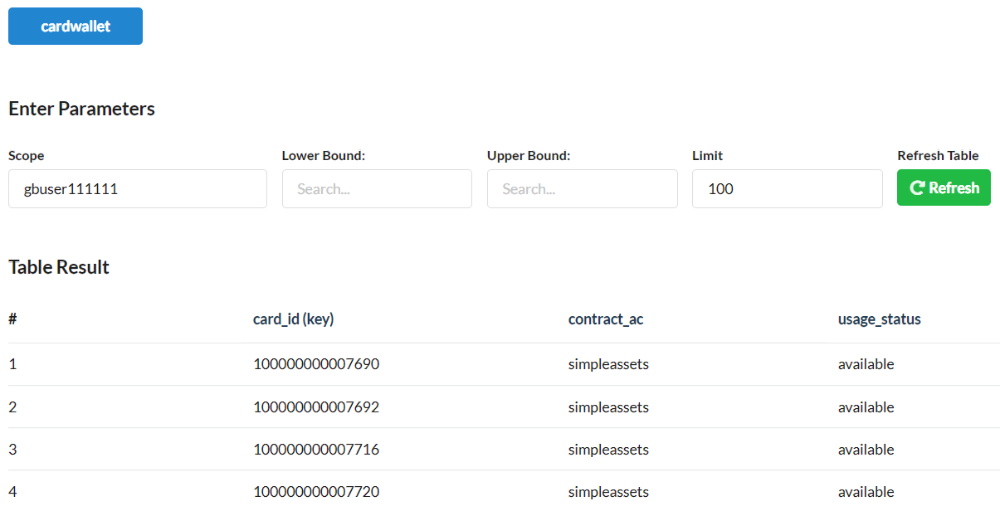 cardwallet
Enter Parameters
Scope Lower Bound: Upper Bound: Limit Refresh Table
gbuser111111 Search... Search... 100 Refresh
Table Result
# card_id (key) contract_ac usage_status
1 100000000007690 simpleassets available
2 100000000007692 simpleassets available
3 100000000007716 simpleassets available
4 100000000007720 simpleassets available